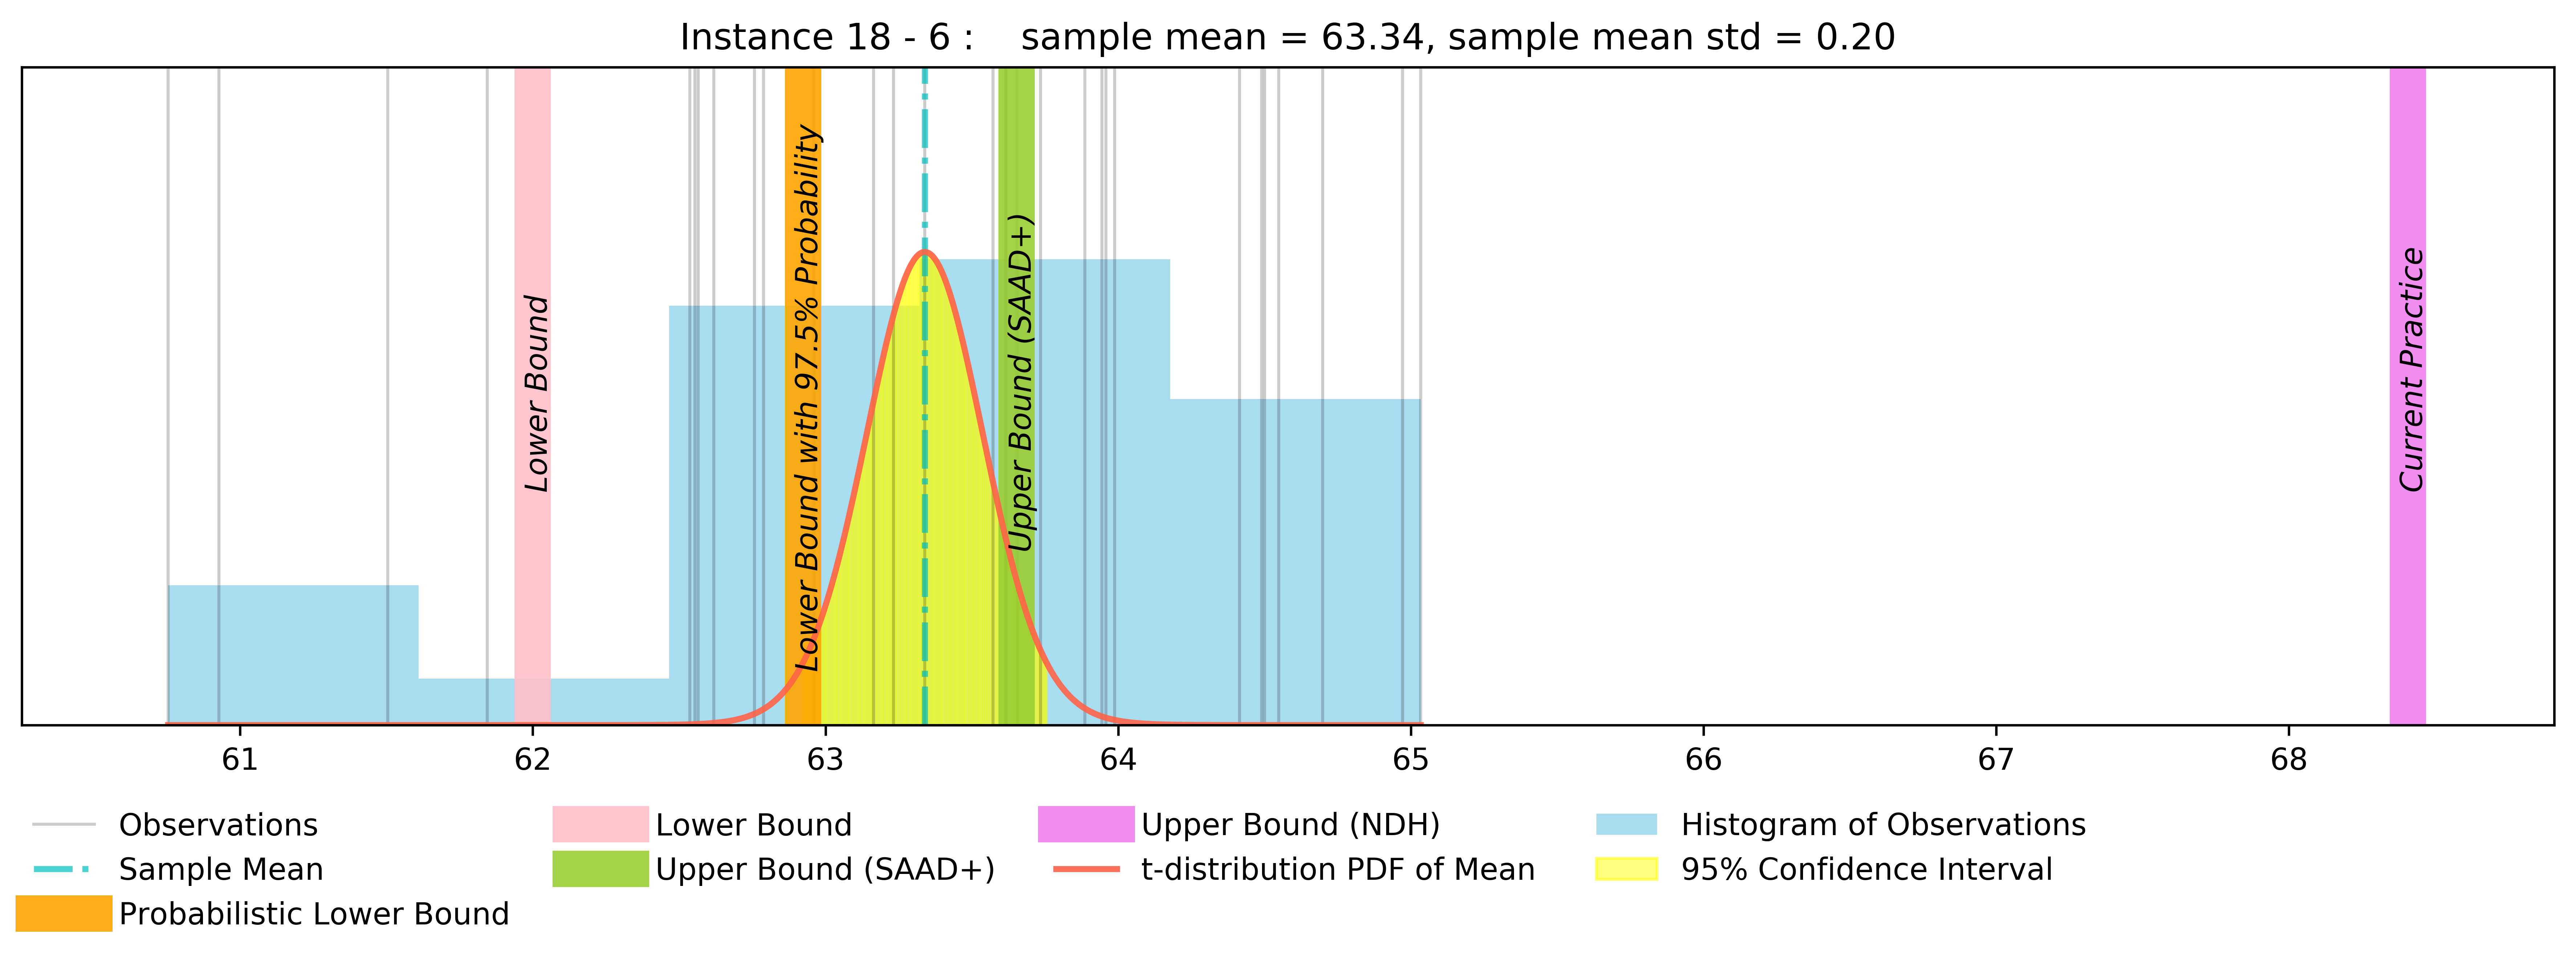 Instance 18 - 6 :    sample mean = 63.34, sample mean std = 0.20
Lower Bound
Lower Bound with 97.5% Probability
Upper Bound (SAAD+)
Current Practice
61 62 63 64 65 66 67 68
Observations
Sample Mean
Probabilistic Lower Bound
Lower Bound
Upper Bound (SAAD+)
Upper Bound (NDH)
t-distribution PDF of Mean
Histogram of Observations
95% Confidence Interval